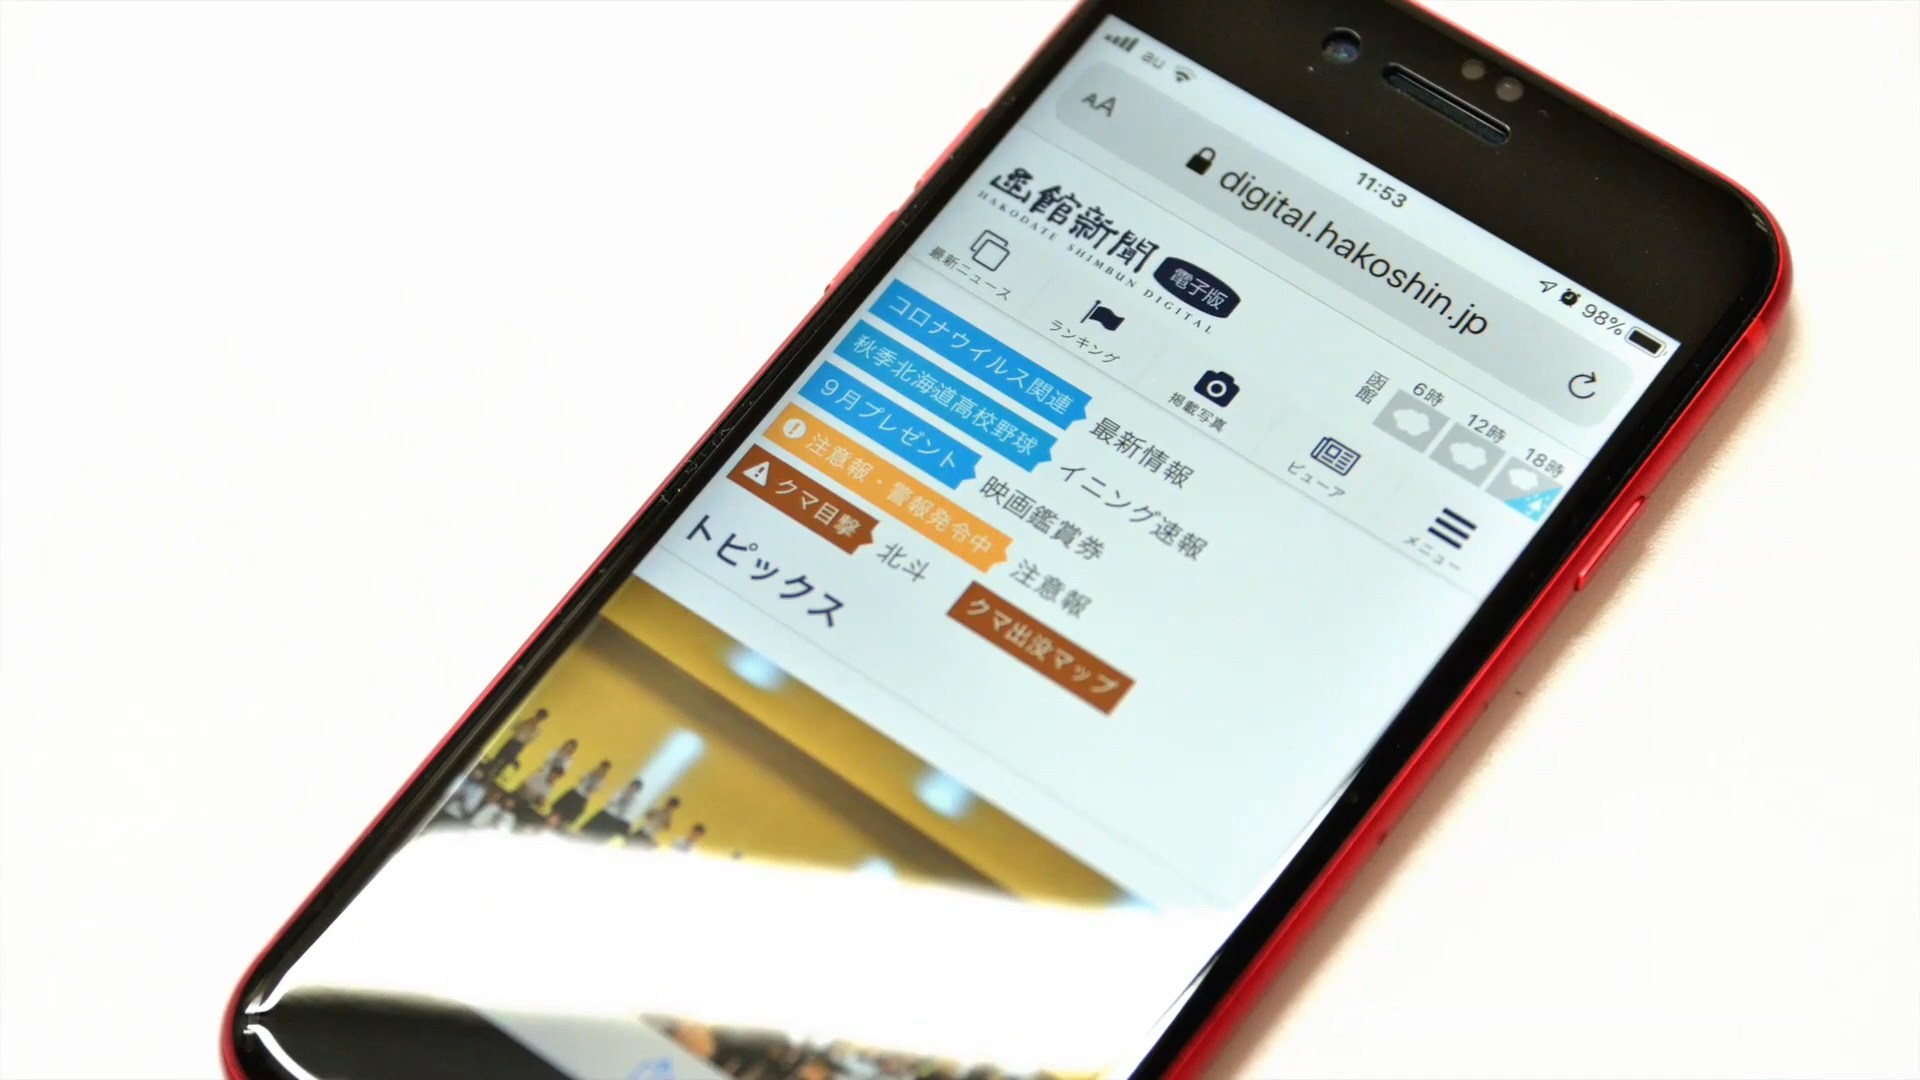 au
11:53
98%
AA
digital.hakoshin.jp
函館新聞
電子版
HAKODATE SHIMBUN DIGITAL
函館
6時
12時
18時
最新ニュース
ランキング
掲載写真
ビューア
メニュー
コロナウイルス関連 最新情報
秋季北海道高校野球 イニング速報
9月プレゼント 映画鑑賞券
注意報・警報発令中 注意報
クマ目撃 北斗 クマ出没マップ
トピックス